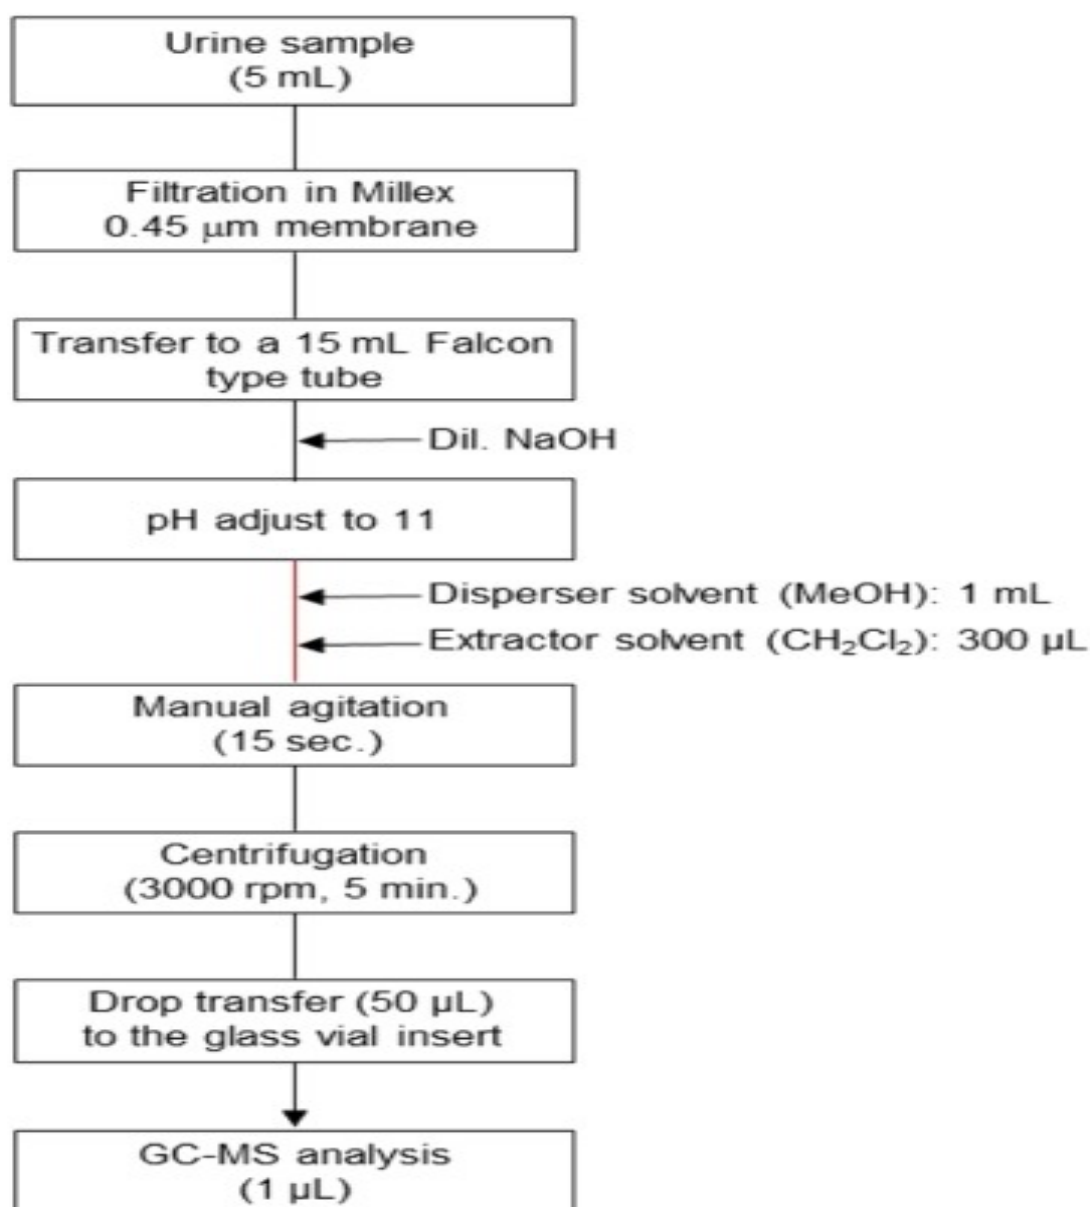 Urine sample
(5 mL)
Filtration in Millex
0.45 μm membrane
Transfer to a 15 mL Falcon
type tube
Dil. NaOH
pH adjust to 11
Disperser solvent (MeOH): 1 mL
Extractor solvent (CH₂Cl₂): 300 µL
Manual agitation
(15 sec.)
Centrifugation
(3000 rpm, 5 min.)
Drop transfer (50 µL)
to the glass vial insert
GC-MS analysis
(1 µL)